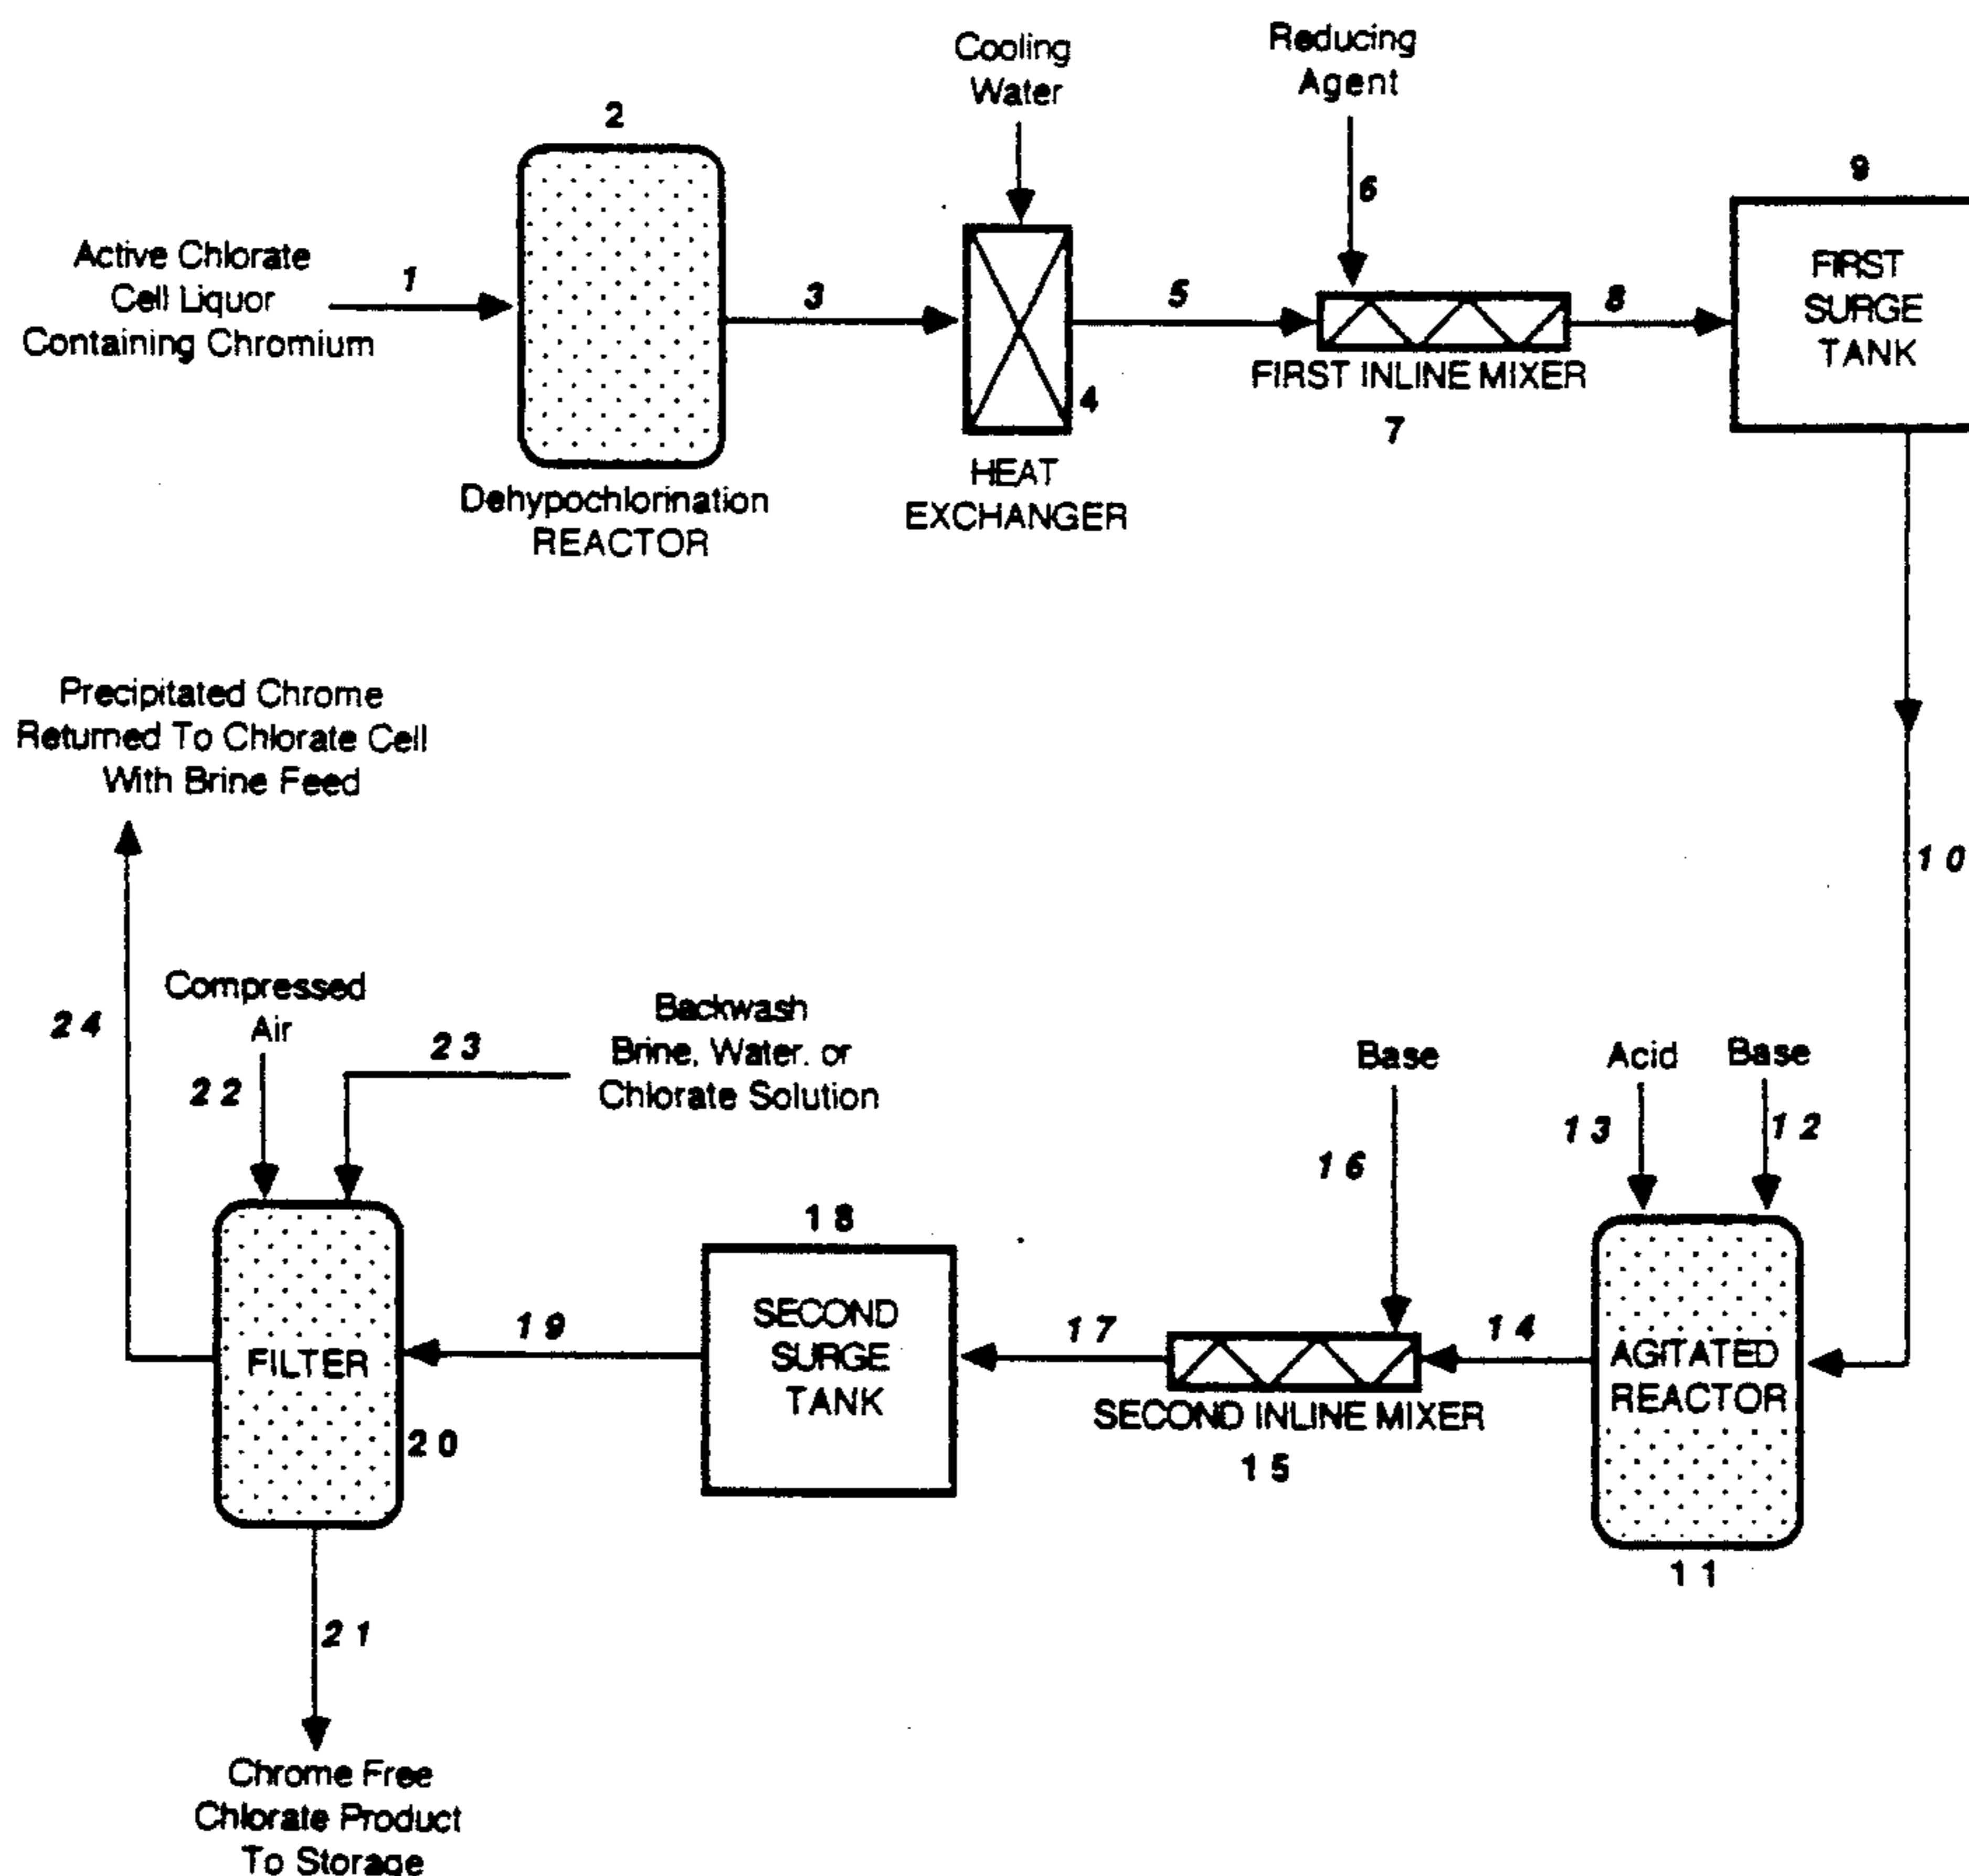 Cooling
Water
Reducing
Agent
2
9
6
Active Chlorate
Cell Liquor
Containing Chromium
1
3
5
8
FIRST
SURGE
TANK
4
FIRST INLINE MIXER
7
HEAT
EXCHANGER
Dehypochlorination
REACTOR
10
Precipitated Chrome
Returned To Chlorate Cell
With Brine Feed
24
Compressed
Air
22
23
Backwash
Brine, Water. or
Chlorate Solution
Base
16
Acid
Base
13
12
18
FILTER
20
19
SECOND
SURGE
TANK
17
SECOND INLINE MIXER
15
14
AGITATED
REACTOR
11
21
Chrome Free
Chlorate Product
To Storage